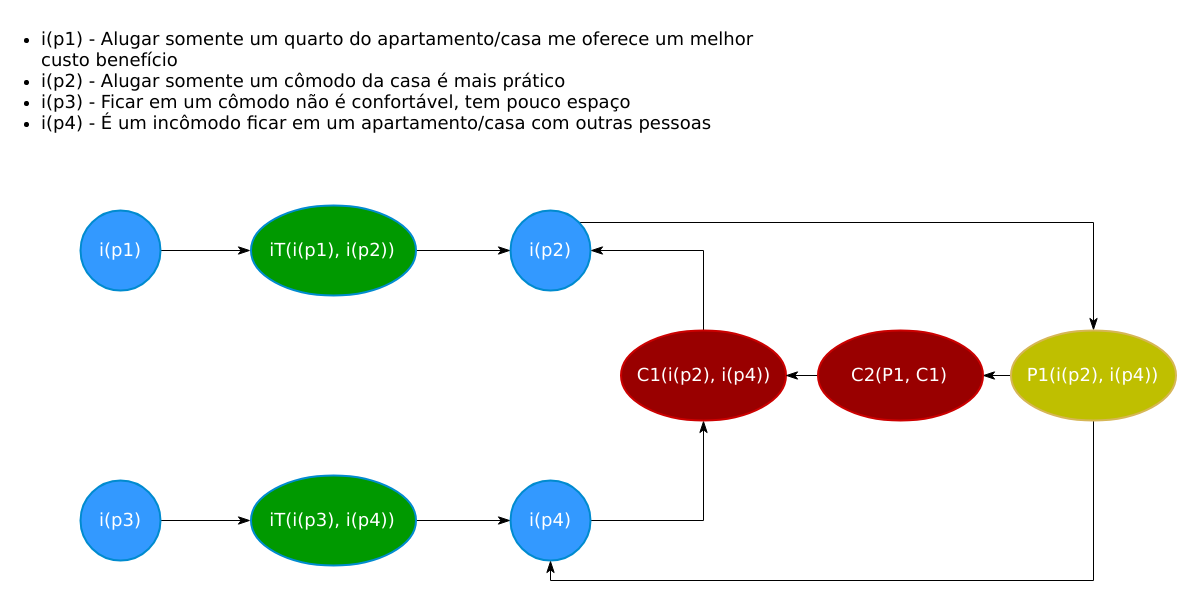 • i(p1) - Alugar somente um quarto do apartamento/casa me oferece um melhor
custo benefício
• i(p2) - Alugar somente um cômodo da casa é mais prático
• i(p3) - Ficar em um cômodo não é confortável, tem pouco espaço
• i(p4) - É um incômodo ficar em um apartamento/casa com outras pessoas
i(p1)
iT(i(p1), i(p2))
i(p2)
C1(i(p2), i(p4))
C2(P1, C1)
P1(i(p2), i(p4))
i(p3)
iT(i(p3), i(p4))
i(p4)